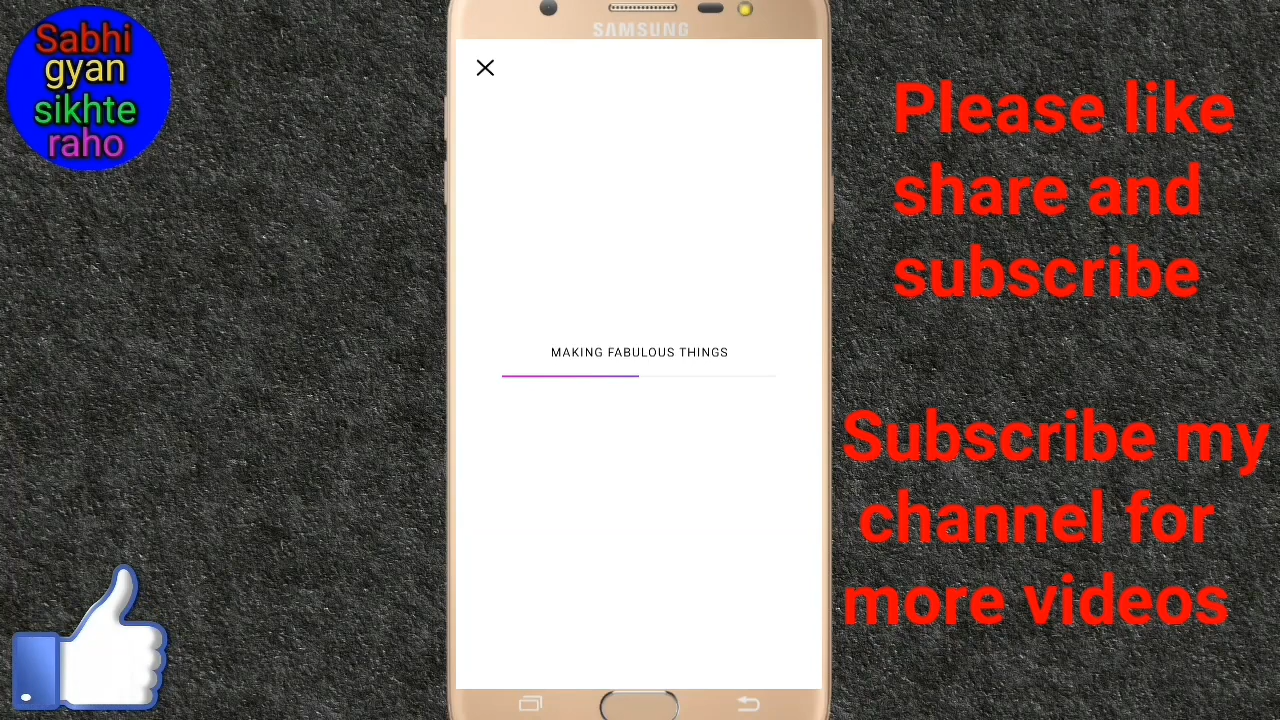 Sabhi
gyan
sikhte
raho
SAMSUNG
MAKING FABULOUS THINGS
Please like
share and
subscribe
Subscribe my
channel for
more videos